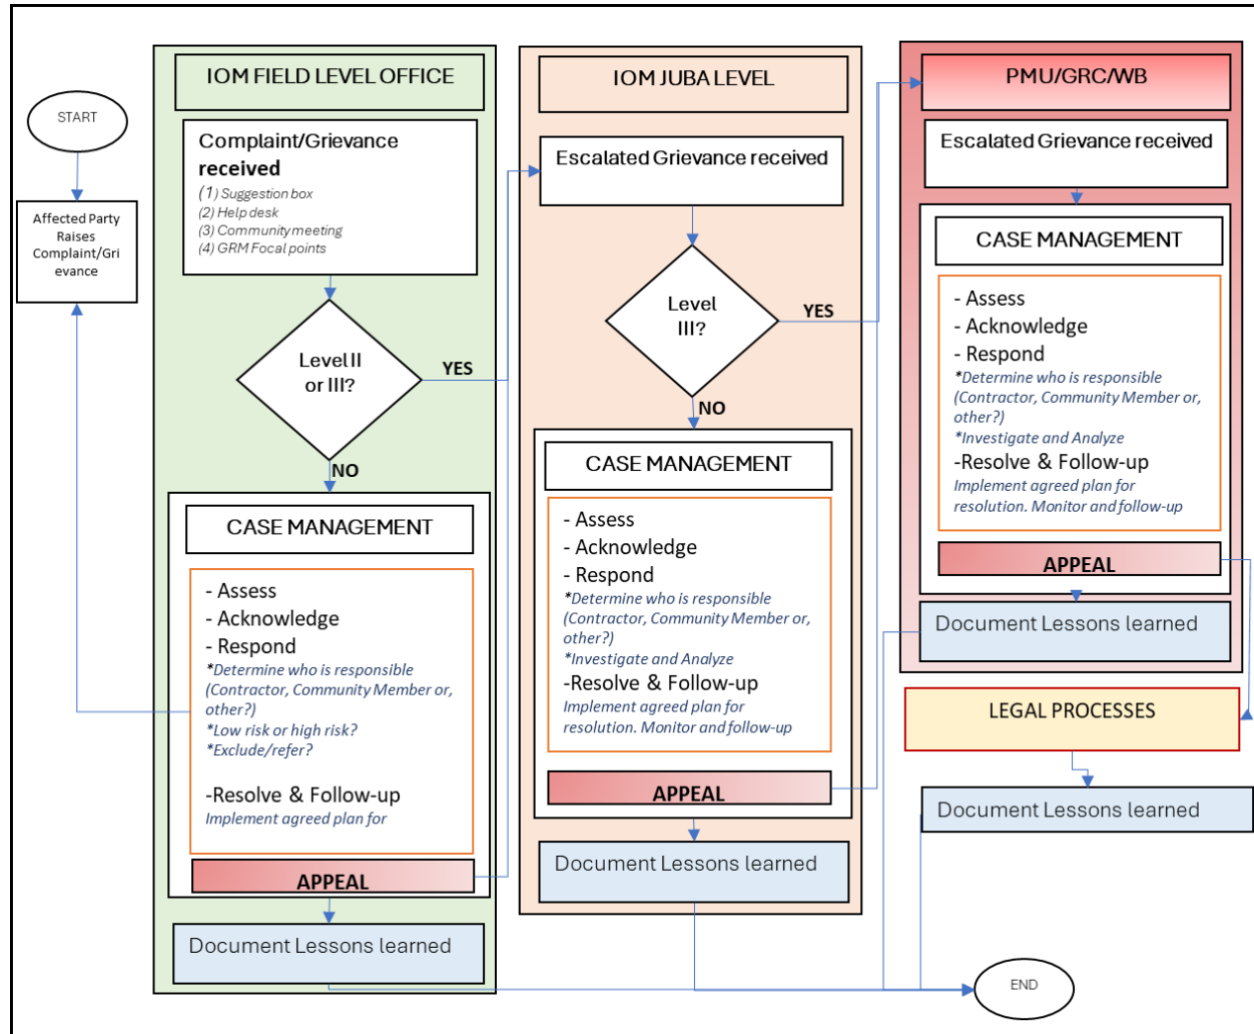 START
Affected Party
Raises
Complaint/Gri
evance
IOM FIELD LEVEL OFFICE
Complaint/Grievance
received
(1) Suggestion box
(2) Help desk
(3) Community meeting
(4) GRM Focal points
Level II
or III?
YES
NO
CASE MANAGEMENT
- Assess
- Acknowledge
- Respond
*Determine who is responsible
(Contractor, Community Member or,
other?)
*Low risk or high risk?
*Exclude/refer?
-Resolve & Follow-up
Implement agreed plan for
APPEAL
Document Lessons learned
IOM JUBA LEVEL
Escalated Grievance received
Level
III?
YES
NO
CASE MANAGEMENT
- Assess
- Acknowledge
- Respond
*Determine who is responsible
(Contractor, Community Member or,
other?)
*Investigate and Analyze
-Resolve & Follow-up
Implement agreed plan for
resolution. Monitor and follow-up
APPEAL
Document Lessons learned
PMU/GRC/WB
Escalated Grievance received
CASE MANAGEMENT
- Assess
- Acknowledge
- Respond
*Determine who is responsible
(Contractor, Community Member or,
other?)
*Investigate and Analyze
-Resolve & Follow-up
Implement agreed plan for
resolution. Monitor and follow-up
APPEAL
Document Lessons learned
LEGAL PROCESSES
Document Lessons learned
END